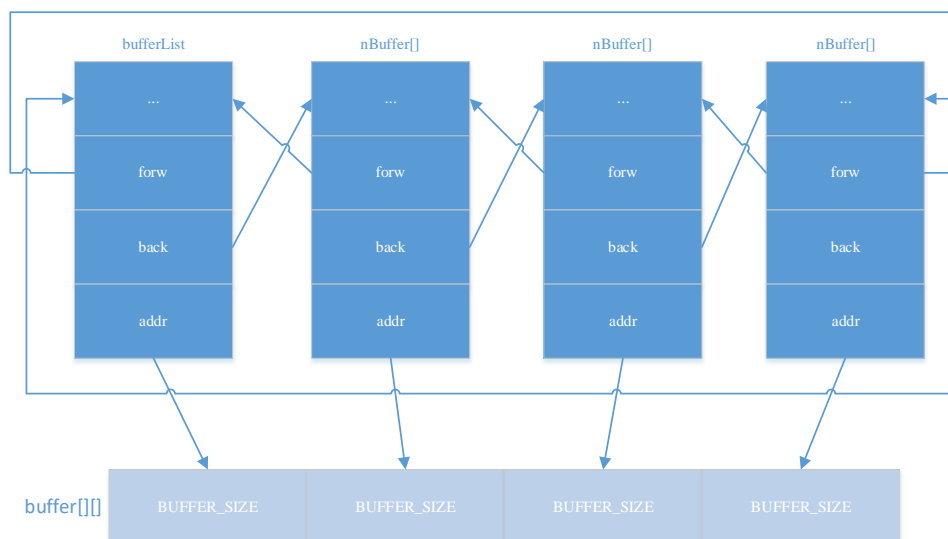 bufferList nBuffer[] nBuffer[] nBuffer[]
... ... ... ...
forw forw forw forw
back back back back
addr addr addr addr
buffer[][] BUFFER_SIZE BUFFER_SIZE BUFFER_SIZE BUFFER_SIZE